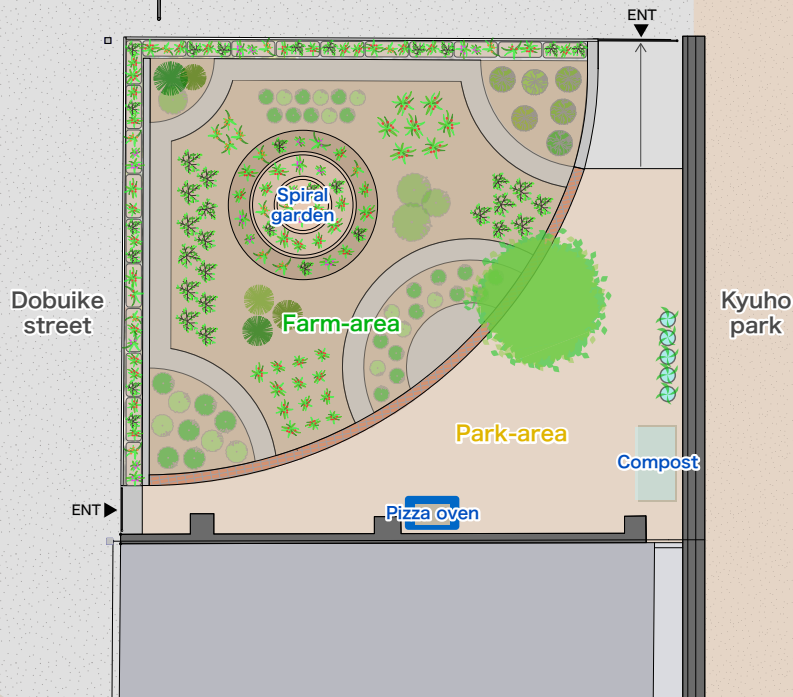 ENT
Spiral
garden
Dobuike
street
Kyuho
park
Farm-area
Park-area
Compost
ENT
Pizza oven